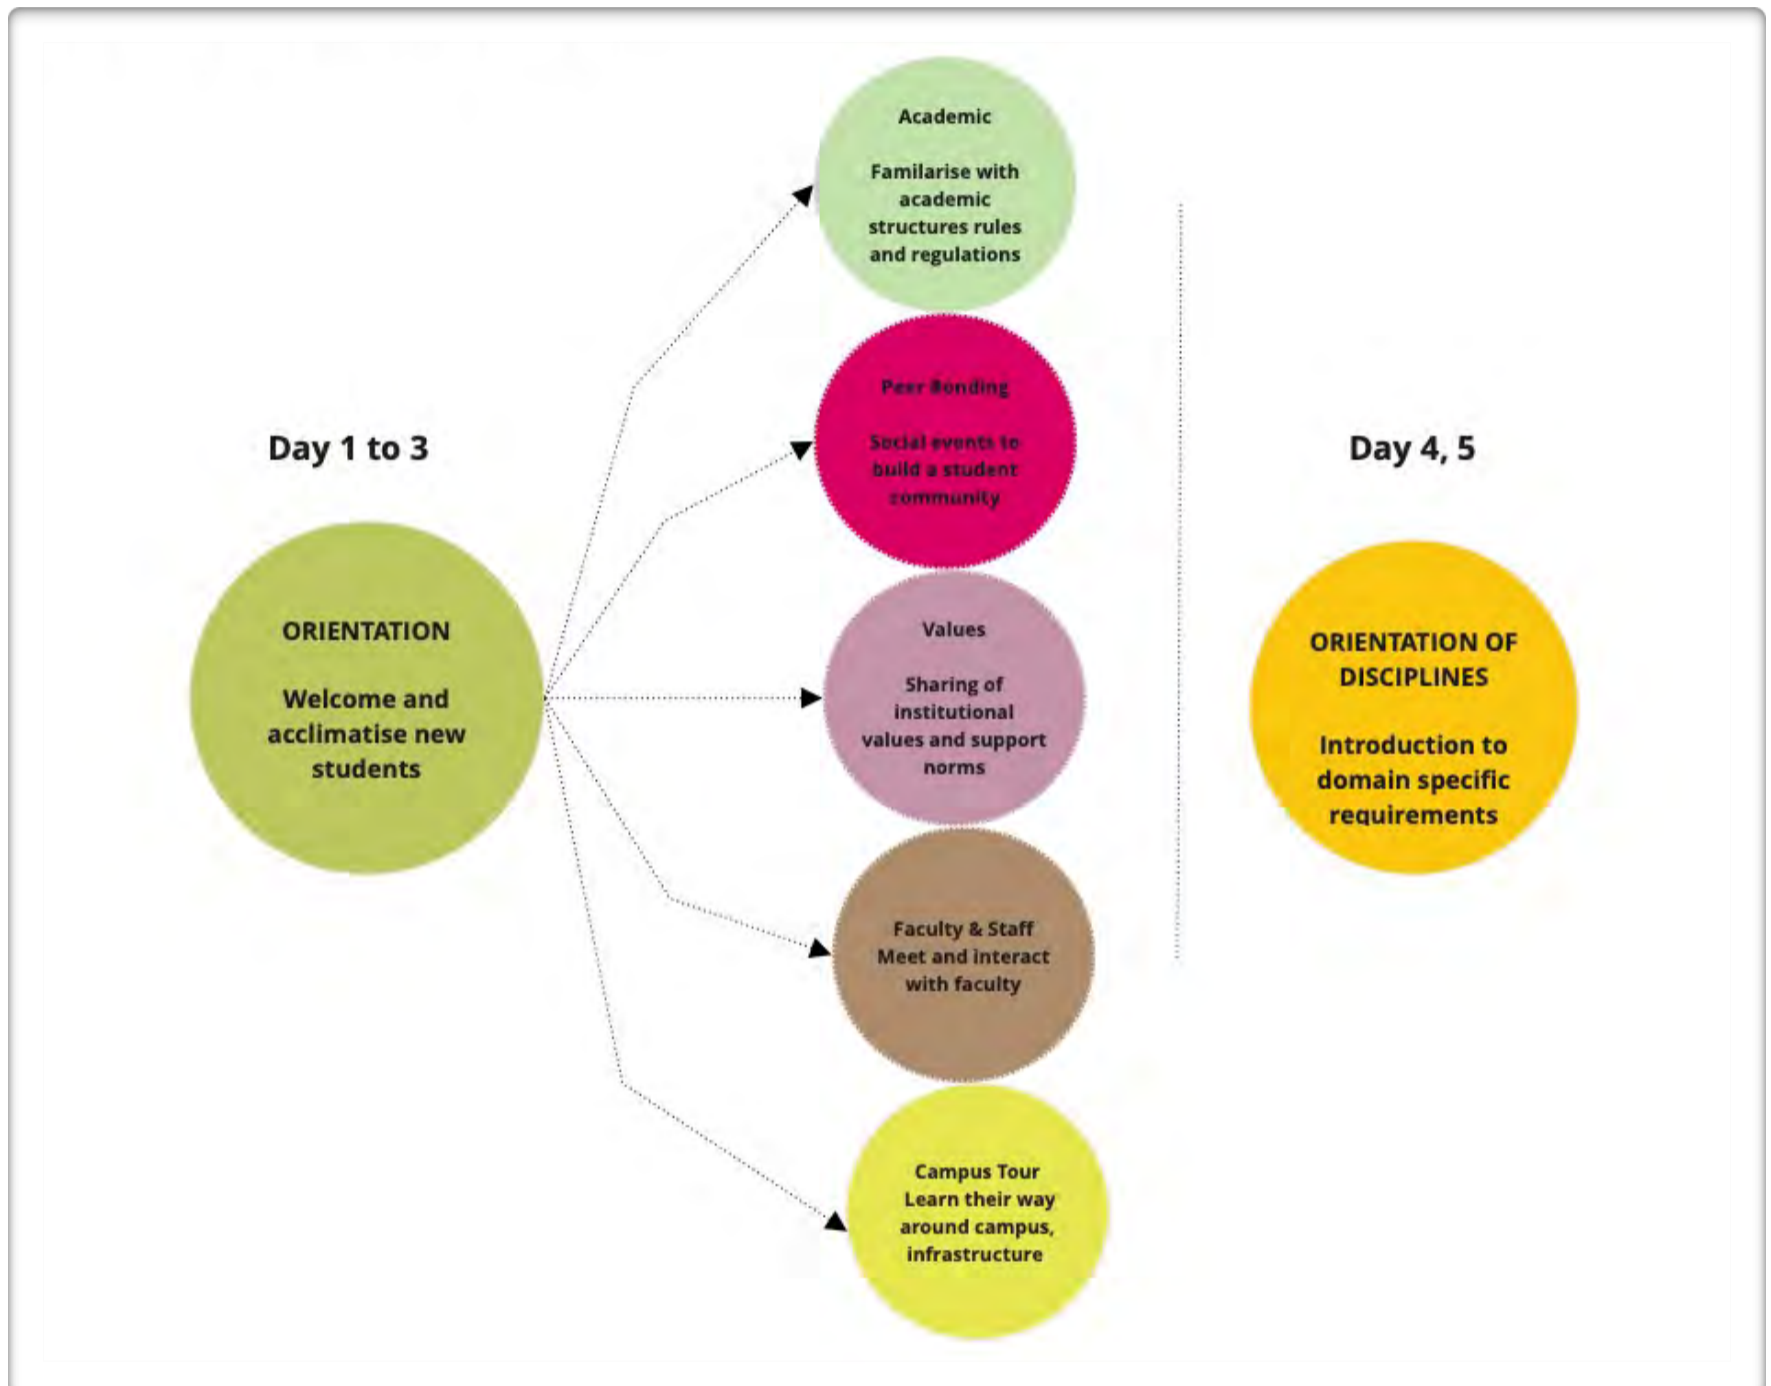 Day 1 to 3
ORIENTATION
Welcome and
acclimatise new
students
Academic
Familarise with
academic
structures rules
and regulations
Peer Bonding
Social events to
build a student
community
Values
Sharing of
institutional
values and support
norms
Faculty & Staff
Meet and interact
with faculty
Campus Tour
Learn their way
around campus,
infrastructure
Day 4, 5
ORIENTATION OF
DISCIPLINES
Introduction to
domain specific
requirements